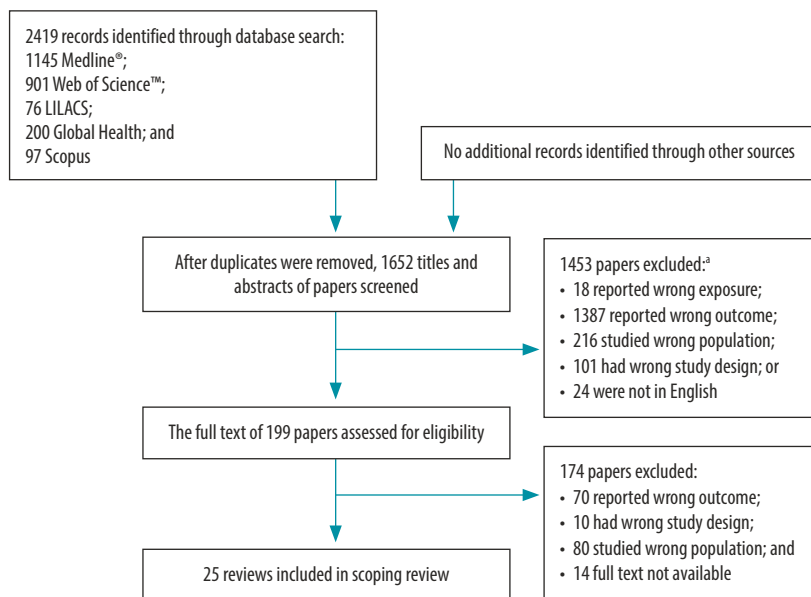 2419 records identified through database search:
1145 Medline®;
901 Web of Science™;
76 LILACS;
200 Global Health; and
97 Scopus
No additional records identified through other sources
After duplicates were removed, 1652 titles and
abstracts of papers screened
1453 papers excluded:ᵃ
• 18 reported wrong exposure;
• 1387 reported wrong outcome;
• 216 studied wrong population;
• 101 had wrong study design; or
• 24 were not in English
The full text of 199 papers assessed for eligibility
174 papers excluded:
• 70 reported wrong outcome;
• 10 had wrong study design;
• 80 studied wrong population; and
• 14 full text not available
25 reviews included in scoping review